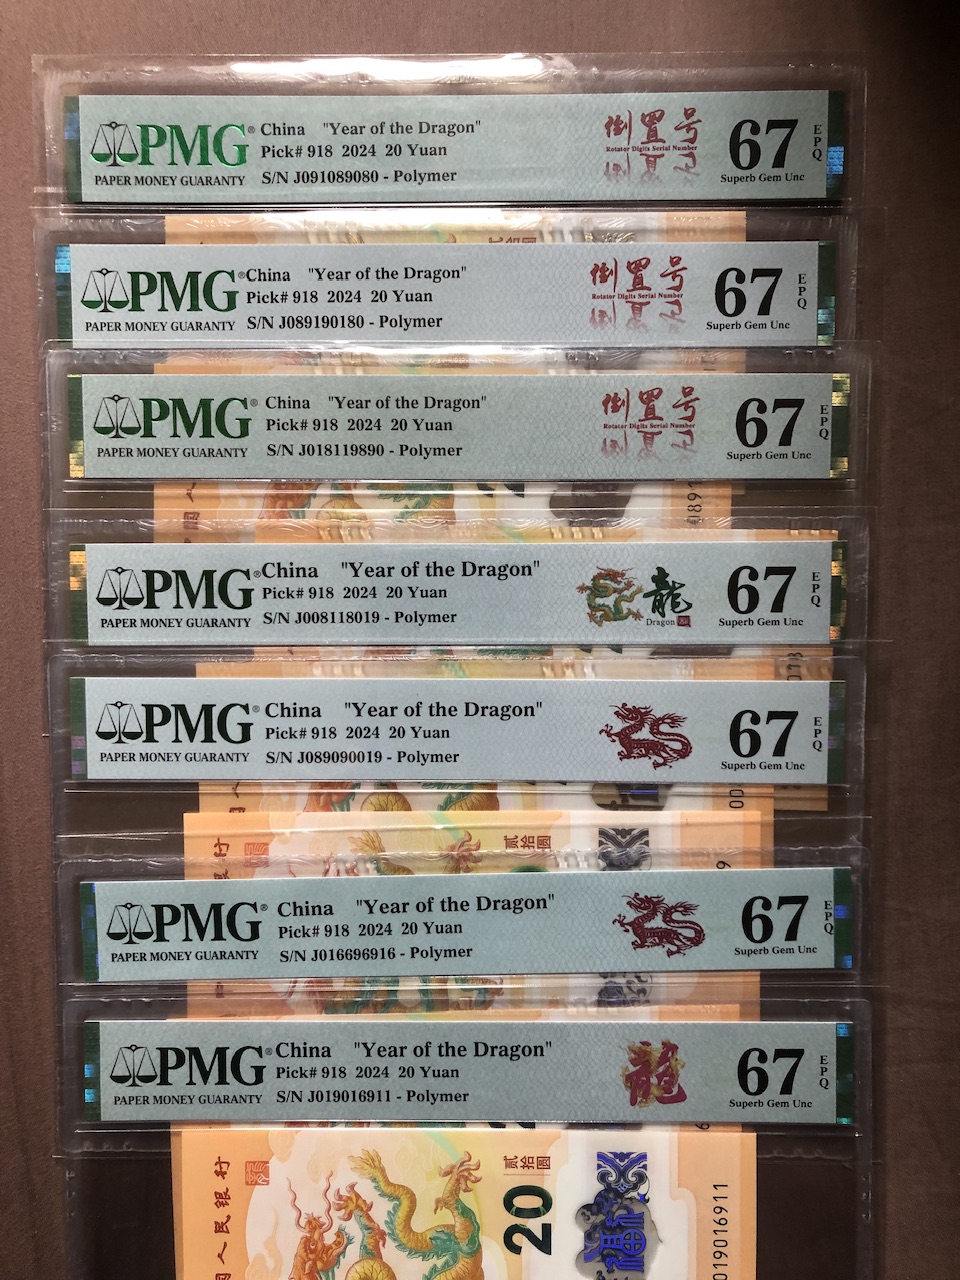 PMG® China "Year of the Dragon" 倒置号 67 EPQ
Pick# 918 2024 20 Yuan Rotator Digits Serial Number
PAPER MONEY GUARANTY S/N J091089080 - Polymer Superb Gem Unc
贰拾圆
PMG® China "Year of the Dragon" 倒置号 67 EPQ
Pick# 918 2024 20 Yuan Rotator Digits Serial Number
PAPER MONEY GUARANTY S/N J089190180 - Polymer Superb Gem Unc
PMG® China "Year of the Dragon" 倒置号 67 EPQ
Pick# 918 2024 20 Yuan Rotator Digits Serial Number
PAPER MONEY GUARANTY S/N J018119890 - Polymer Superb Gem Unc
PMG® China "Year of the Dragon" 龍 67 EPQ
Pick# 918 2024 20 Yuan Dragon
PAPER MONEY GUARANTY S/N J008118019 - Polymer Superb Gem Unc
PMG® China "Year of the Dragon" 67 EPQ
Pick# 918 2024 20 Yuan
PAPER MONEY GUARANTY S/N J089090019 - Polymer Superb Gem Unc
贰拾圆
行
PMG® China "Year of the Dragon" 67 EPQ
Pick# 918 2024 20 Yuan
PAPER MONEY GUARANTY S/N J016696916 - Polymer Superb Gem Unc
PMG® China "Year of the Dragon" 龍 67 EPQ
Pick# 918 2024 20 Yuan
PAPER MONEY GUARANTY S/N J019016911 - Polymer Superb Gem Unc
国人民银行
贰拾圆
20
福
019016911